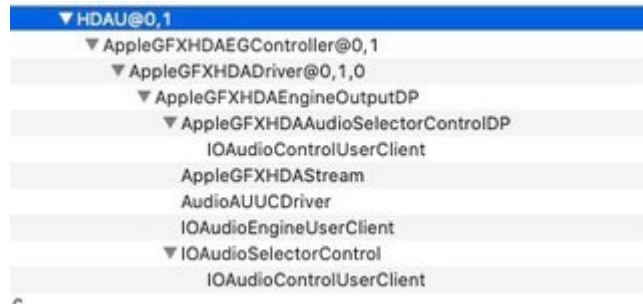 HDAU@0,1
AppleGFXHDAEGController@0,1
AppleGFXHDADriver@0,1,0
AppleGFXHDAEngineOutputDP
AppleGFXHDAAudioSelectorControlDP
IOAudioControlUserClient
AppleGFXHDAStream
AudioAUUCDriver
IOAudioEngineUserClient
IOAudioSelectorControl
IOAudioControlUserClient